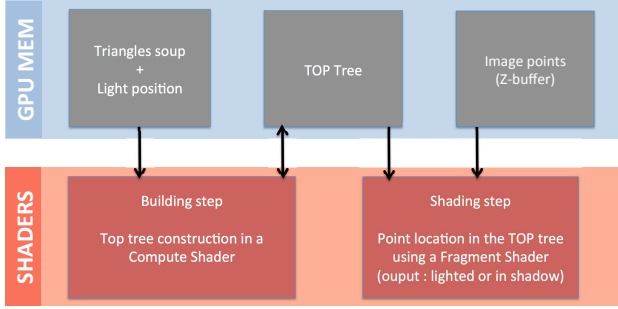 GPU MEM
Triangles soup
+
Light position
TOP Tree
Image points
(Z-buffer)
SHADERS
Building step
Top tree construction in a
Compute Shader
Shading step
Point location in the TOP tree
using a Fragment Shader
(ouput : lighted or in shadow)